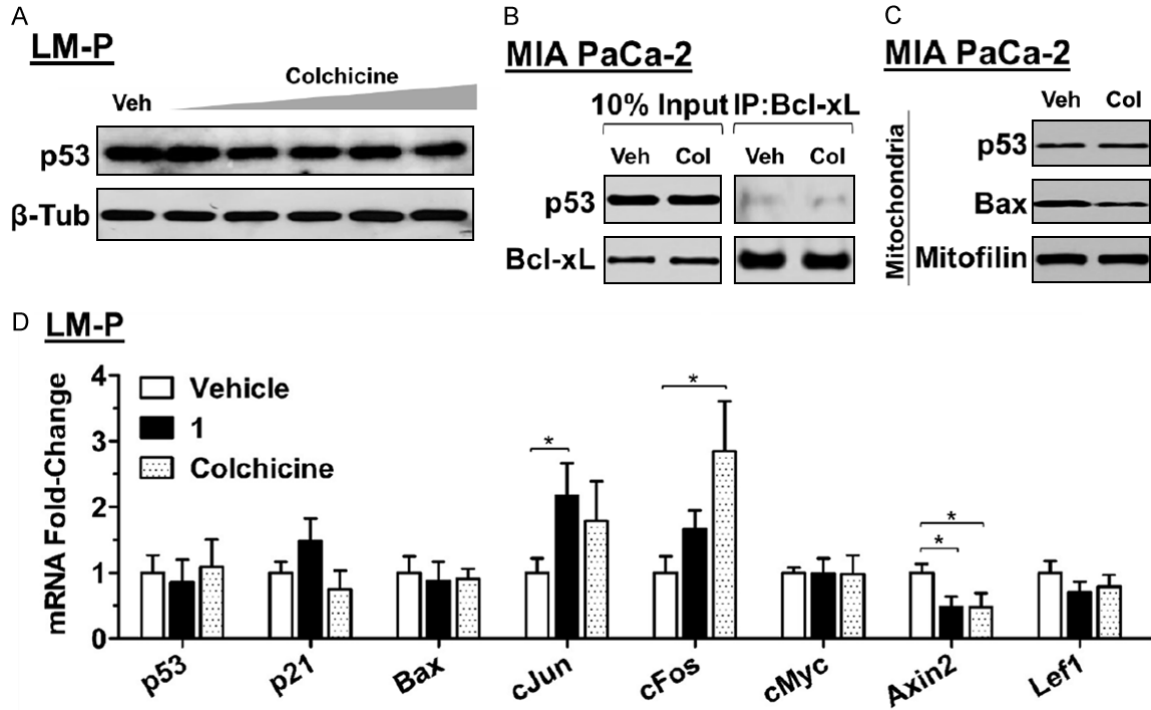 A
LM-P
Colchicine
Veh
p53
β-Tub
B
MIA PaCa-2
10% Input IP:Bcl-xL
Veh Col Veh Col
p53
Bcl-xL
C
MIA PaCa-2
Veh Col
Mitochondria
p53
Bax
Mitofilin
D
LM-P
mRNA Fold-Change
4
3
2
1
0
Vehicle
1
Colchicine
*
*
*
*
p53 p21 Bax cJun cFos cMyc Axin2 Lef1